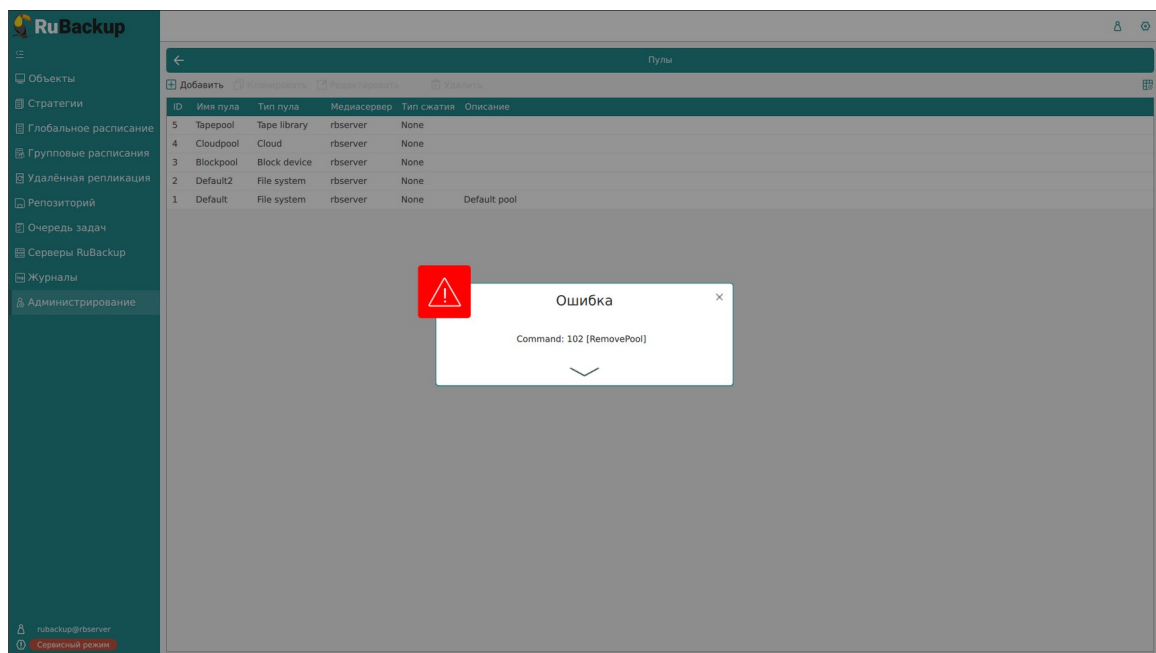 RuBackup
Объекты
Стратегии
Глобальное расписание
Групповые расписания
Удалённая репликация
Репозиторий
Очередь задач
Серверы RuBackup
Журналы
Администрирование
rubackup@rbserver
Сервисный режим
Пулы
Добавить Клонировать Редактировать Удалить
ID Имя пула Тип пула Медиасервер Тип сжатия Описание
5 Tapepool Tape library rbserver None
4 Cloudpool Cloud rbserver None
3 Blockpool Block device rbserver None
2 Default2 File system rbserver None
1 Default File system rbserver None Default pool
Ошибка
Command: 102 [RemovePool]